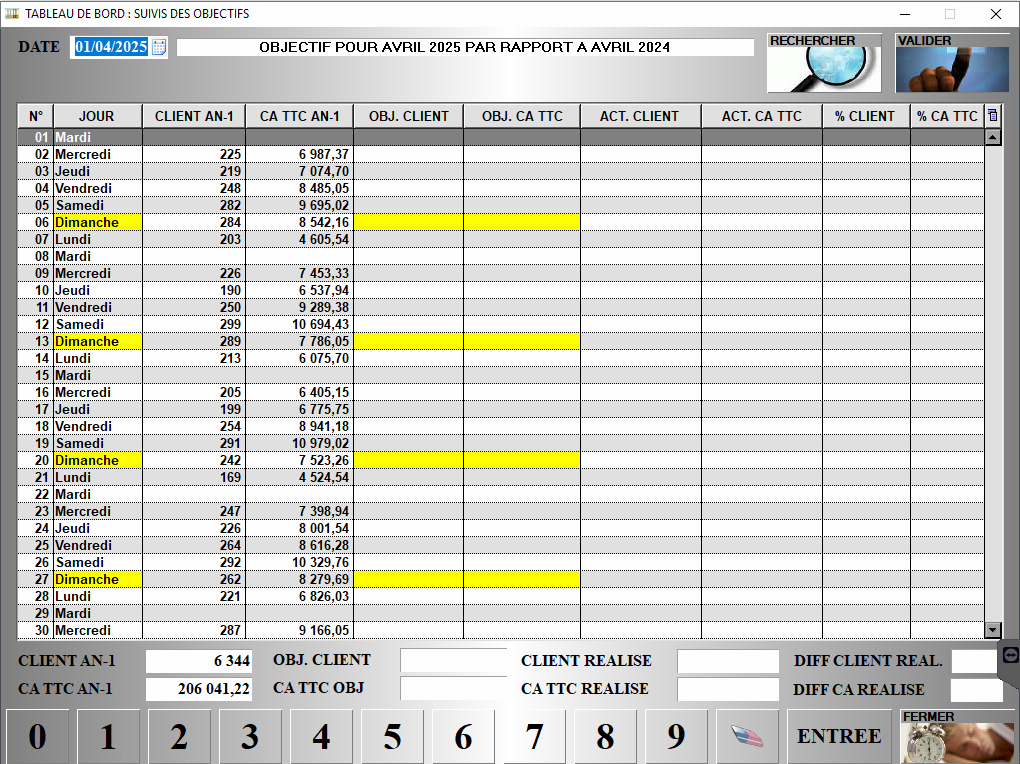 TABLEAU DE BORD : SUIVIS DES OBJECTIFS
DATE 01/04/2025 OBJECTIF POUR AVRIL 2025 PAR RAPPORT A AVRIL 2024 RECHERCHER VALIDER
N° JOUR CLIENT AN-1 CA TTC AN-1 OBJ. CLIENT OBJ. CA TTC ACT. CLIENT ACT. CA TTC % CLIENT % CA TTC
01 Mardi
02 Mercredi 225 6 987,37
03 Jeudi 219 7 074,70
04 Vendredi 248 8 485,05
05 Samedi 282 9 695,02
06 Dimanche 284 8 542,16
07 Lundi 203 4 605,54
08 Mardi
09 Mercredi 226 7 453,33
10 Jeudi 190 6 537,94
11 Vendredi 250 9 289,38
12 Samedi 299 10 694,43
13 Dimanche 289 7 786,05
14 Lundi 213 6 075,70
15 Mardi
16 Mercredi 205 6 405,15
17 Jeudi 199 6 775,75
18 Vendredi 254 8 941,18
19 Samedi 291 10 979,02
20 Dimanche 242 7 523,26
21 Lundi 169 4 524,54
22 Mardi
23 Mercredi 247 7 398,94
24 Jeudi 226 8 001,54
25 Vendredi 264 8 616,28
26 Samedi 292 10 329,76
27 Dimanche 262 8 279,69
28 Lundi 221 6 826,03
29 Mardi
30 Mercredi 287 9 166,05
CLIENT AN-1 6 344 OBJ. CLIENT CLIENT REALISE DIFF CLIENT REAL.
CA TTC AN-1 206 041,22 CA TTC OBJ CA TTC REALISE DIFF CA REALISE
0 1 2 3 4 5 6 7 8 9 ENTREE FERMER